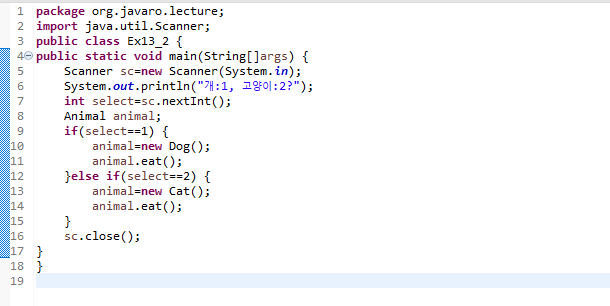 1 package org.javaro.lecture;
2 import java.util.Scanner;
3 public class Ex13_2 {
4 public static void main(String[]args) {
5     Scanner sc=new Scanner(System.in);
6     System.out.println("개:1, 고양이:2?");
7     int select=sc.nextInt();
8     Animal animal;
9     if(select==1) {
10         animal=new Dog();
11         animal.eat();
12     }else if(select==2) {
13         animal=new Cat();
14         animal.eat();
15     }
16     sc.close();
17 }
18 }
19